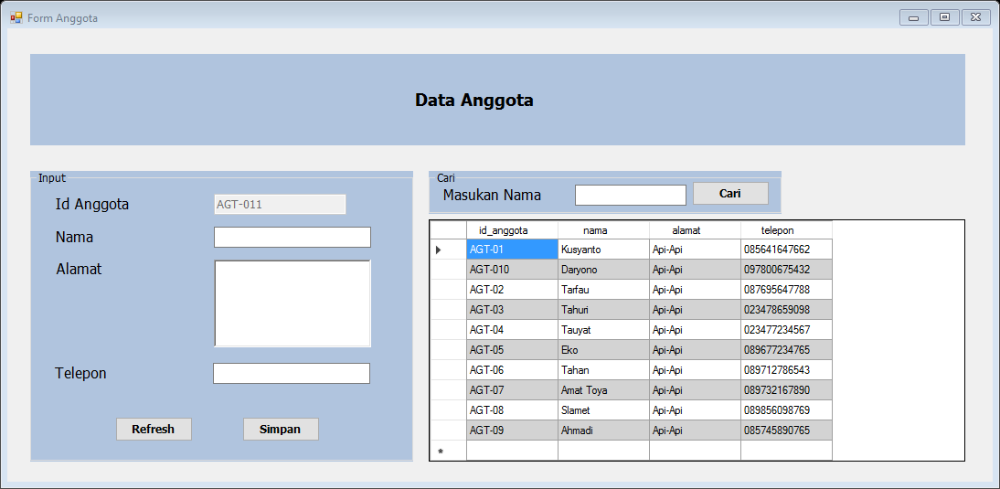 Form Anggota
Data Anggota
Input
Id Anggota AGT-011
Nama
Alamat
Telepon
Refresh Simpan
Cari
Masukan Nama Cari
id_anggota nama alamat telepon
AGT-01 Kusyanto Api-Api 085641647662
AGT-010 Daryono Api-Api 097800675432
AGT-02 Tarfau Api-Api 087695647788
AGT-03 Tahuri Api-Api 023478659098
AGT-04 Tauyat Api-Api 023477234567
AGT-05 Eko Api-Api 089677234765
AGT-06 Tahan Api-Api 089712786543
AGT-07 Amat Toya Api-Api 089732167890
AGT-08 Slamet Api-Api 089856098769
AGT-09 Ahmadi Api-Api 085745890765
*